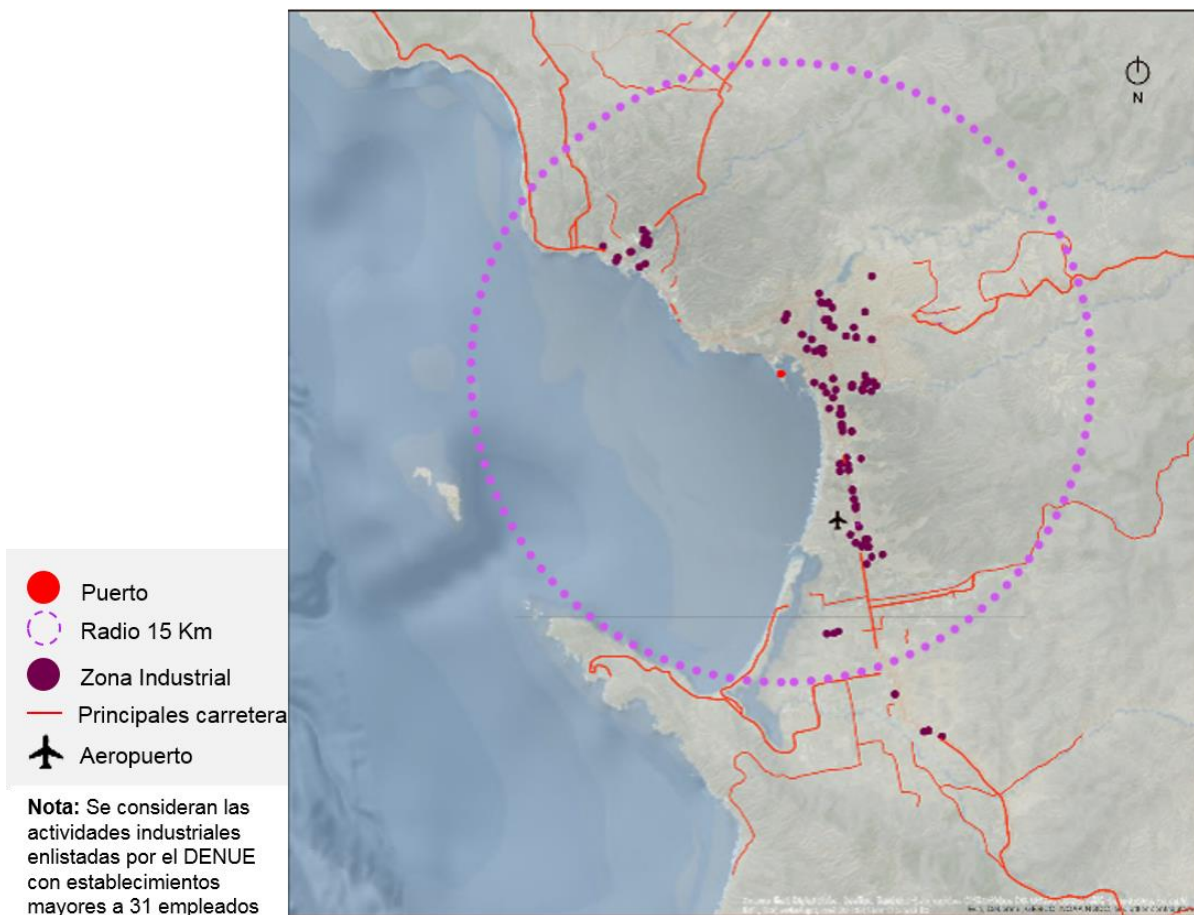 N
Puerto
Radio 15 Km
Zona Industrial
Principales carretera
Aeropuerto
Nota: Se consideran las
actividades industriales
enlistadas por el DENUE
con establecimientos
mayores a 31 empleados